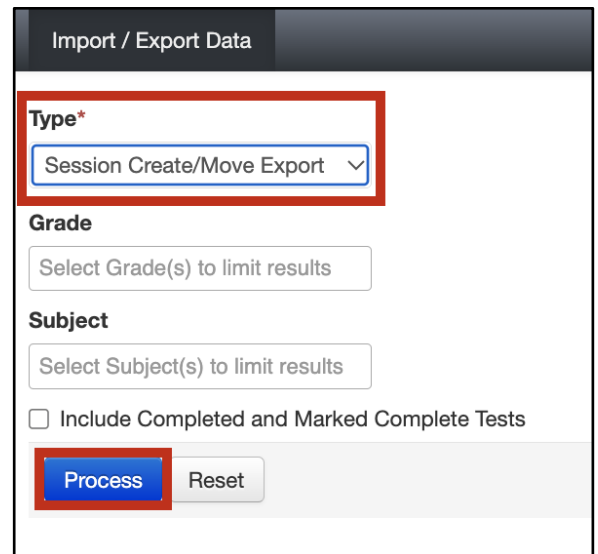 Import / Export Data
Type*
Session Create/Move Export
Grade
Select Grade(s) to limit results
Subject
Select Subject(s) to limit results
Include Completed and Marked Complete Tests
Process Reset